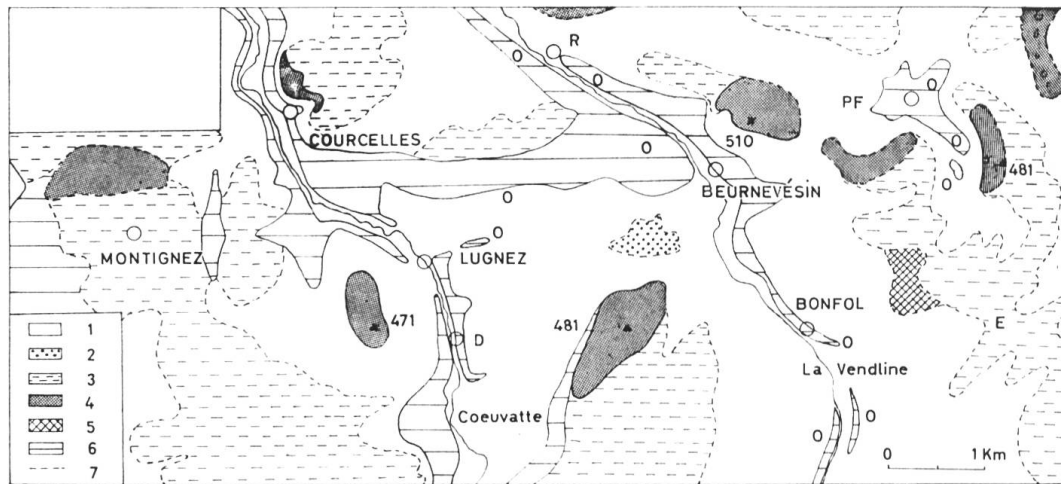 R
O
O
O
PF
COURCELLES
510
O
O
481
BEURNEVÉSIN
O
O
MONTIGNEZ
O
LUGNEZ
BONFOL
471
481
D
O
E
La Vendline
Coeuvatte
O
O
0 1 Km
1
2
3
4
5
6
7